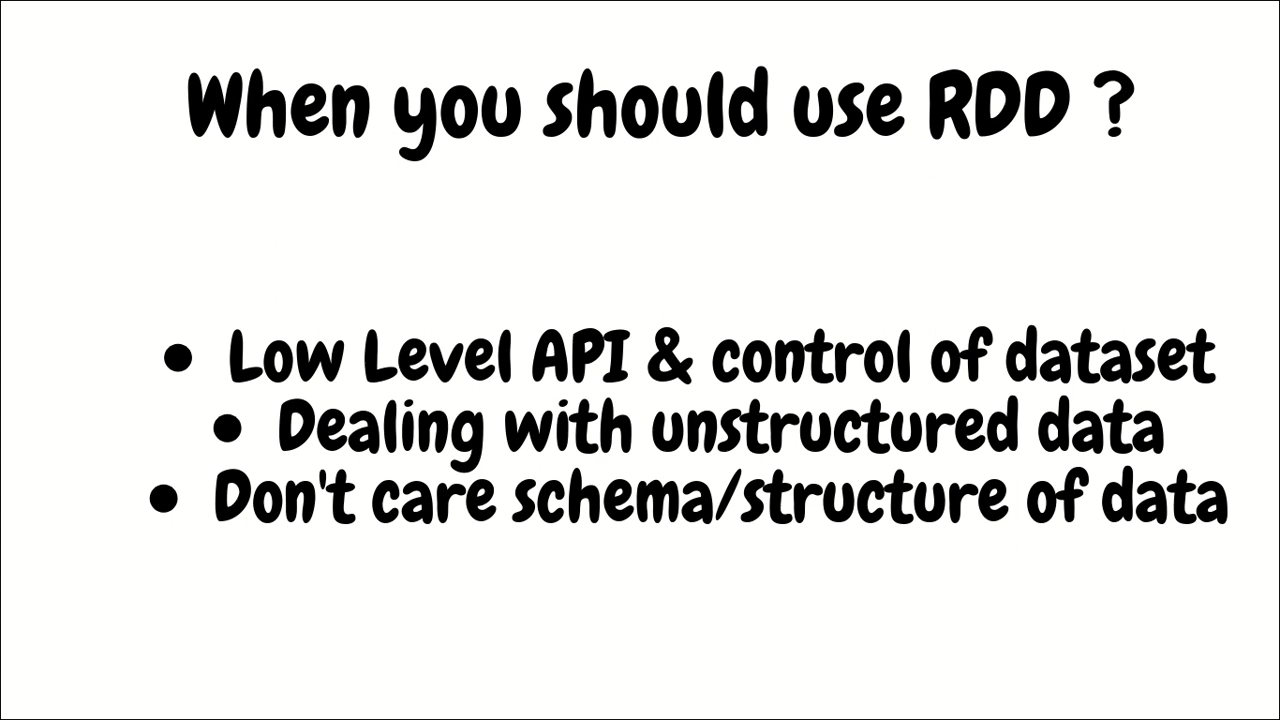 When you should use RDD ?
• Low Level API & control of dataset
• Dealing with unstructured data
• Don't care schema/structure of data